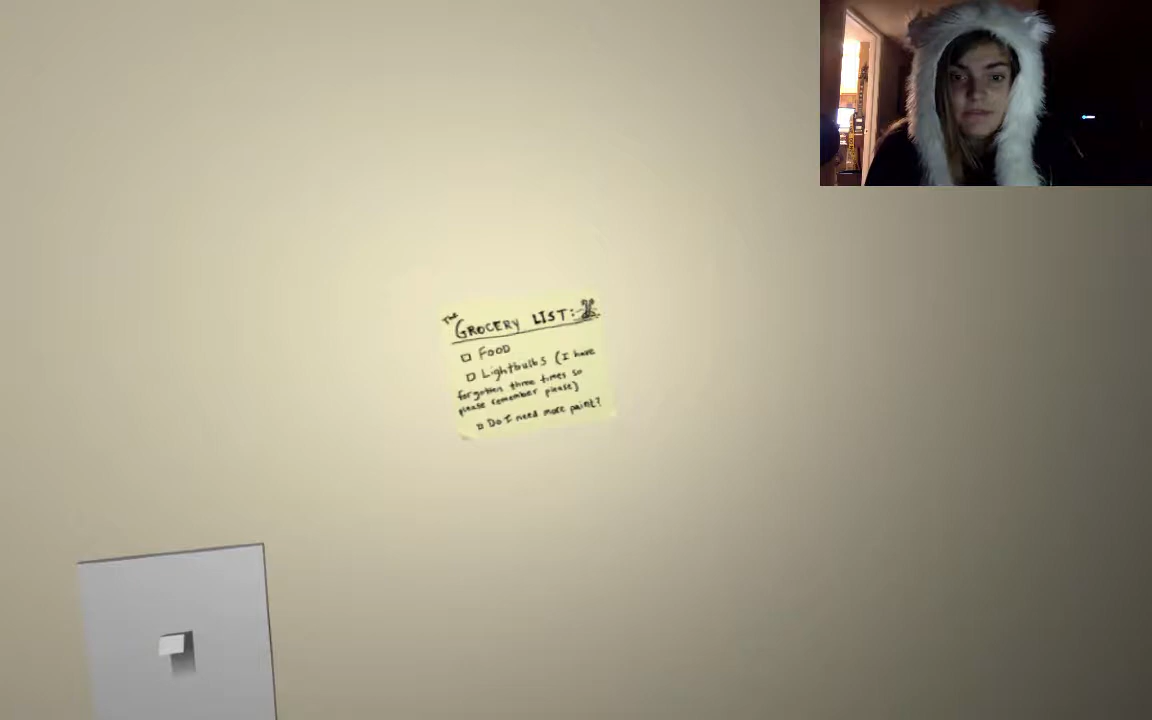 The
GROCERY LIST:
Food
Lightbulbs (I have
forgotten three times so
please remember please)
Do I need more paint?